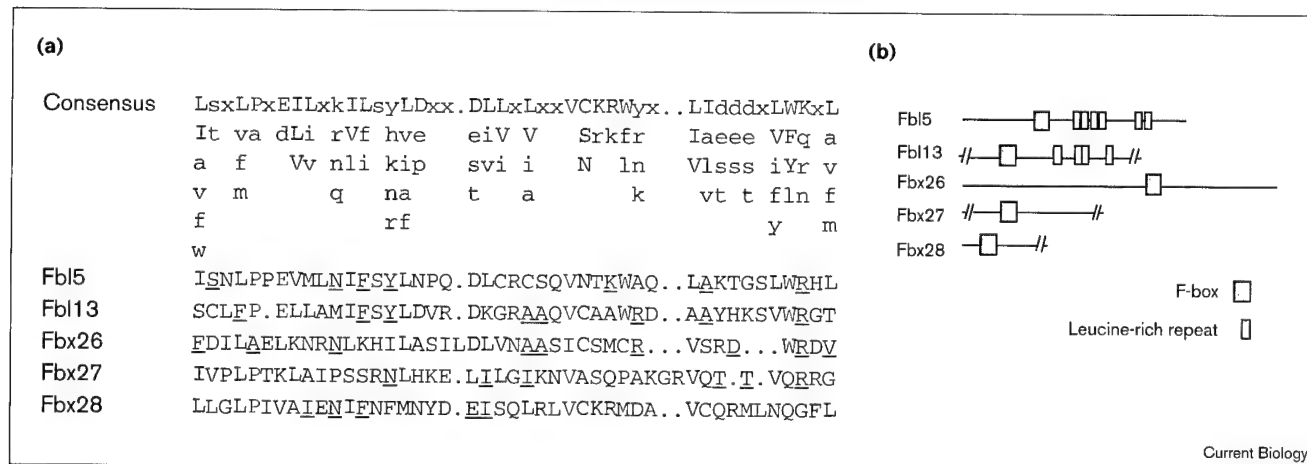 (a)
Consensus LsxLPxEILxkILsyLDxx.DLLxLxxVCKRWyx..LIdddxLWKxL
It va dLi rVf hve eiV V Srkfr Iaeee VFq a
a f Vv nli kip svi i N ln Vlsss iYr v
v m q na t a k vt t fln f
f rf y m
w
Fbl5 ISNLPPEVMLNIFSYLNPQ.DLCRCSQVNTKWAQ..LAKTGSLWRHL
Fbl13 SCLFP.ELLAMIFSYLDVR.DKGRAAQVCAAWRD..AAYHKSVWRGT
Fbx26 FDILAELKNRNLKHILASILDLVNAASICSMCR...VSRD...WRDV
Fbx27 IVPLPTKLAIPSSRNLHKE.LILGIKNVASQPAKGRVQT.T.VQRRG
Fbx28 LLGLPIVAIENIFNFMNYD.EISQLRLVCKRMDA..VCQRMLNQGFL
(b)
Fbl5
Fbl13
Fbx26
Fbx27
Fbx28
F-box
Leucine-rich repeat
Current Biology